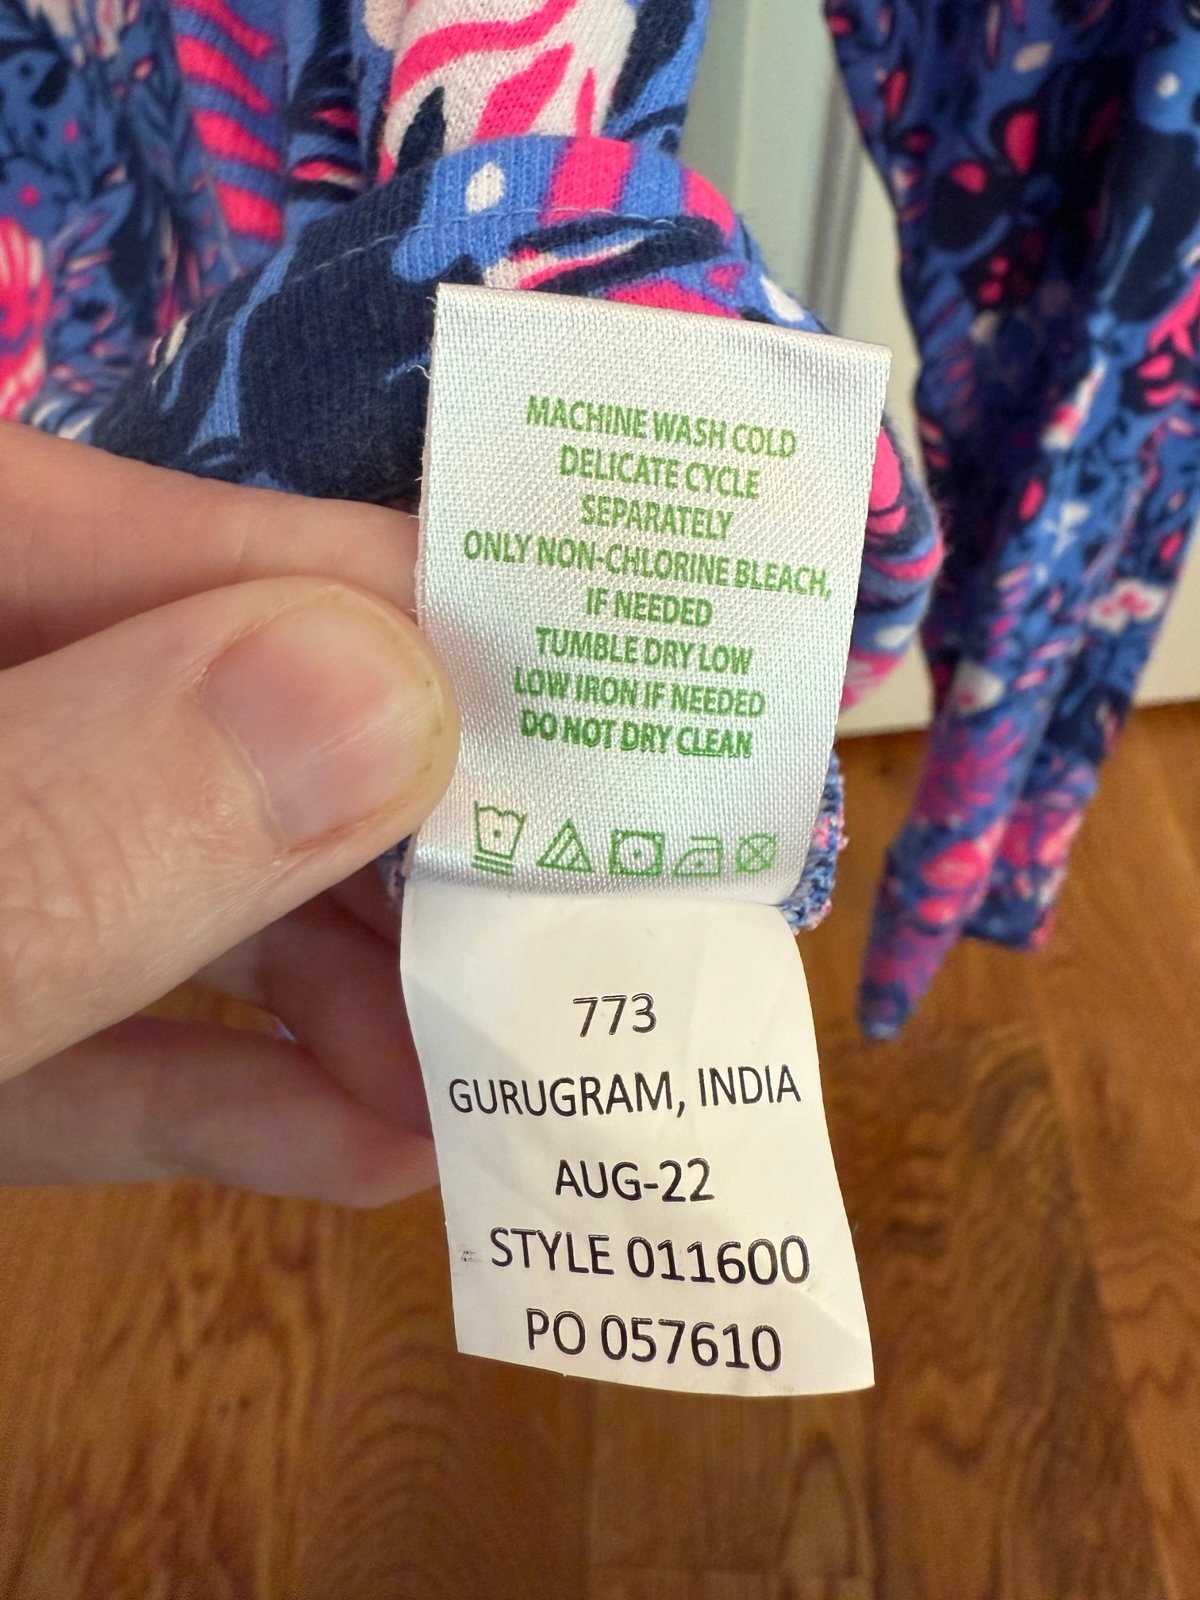 MACHINE WASH COLD
DELICATE CYCLE
SEPARATELY
ONLY NON-CHLORINE BLEACH,
IF NEEDED
TUMBLE DRY LOW
LOW IRON IF NEEDED
DO NOT DRY CLEAN
773
GURUGRAM, INDIA
AUG-22
STYLE 011600
PO 057610